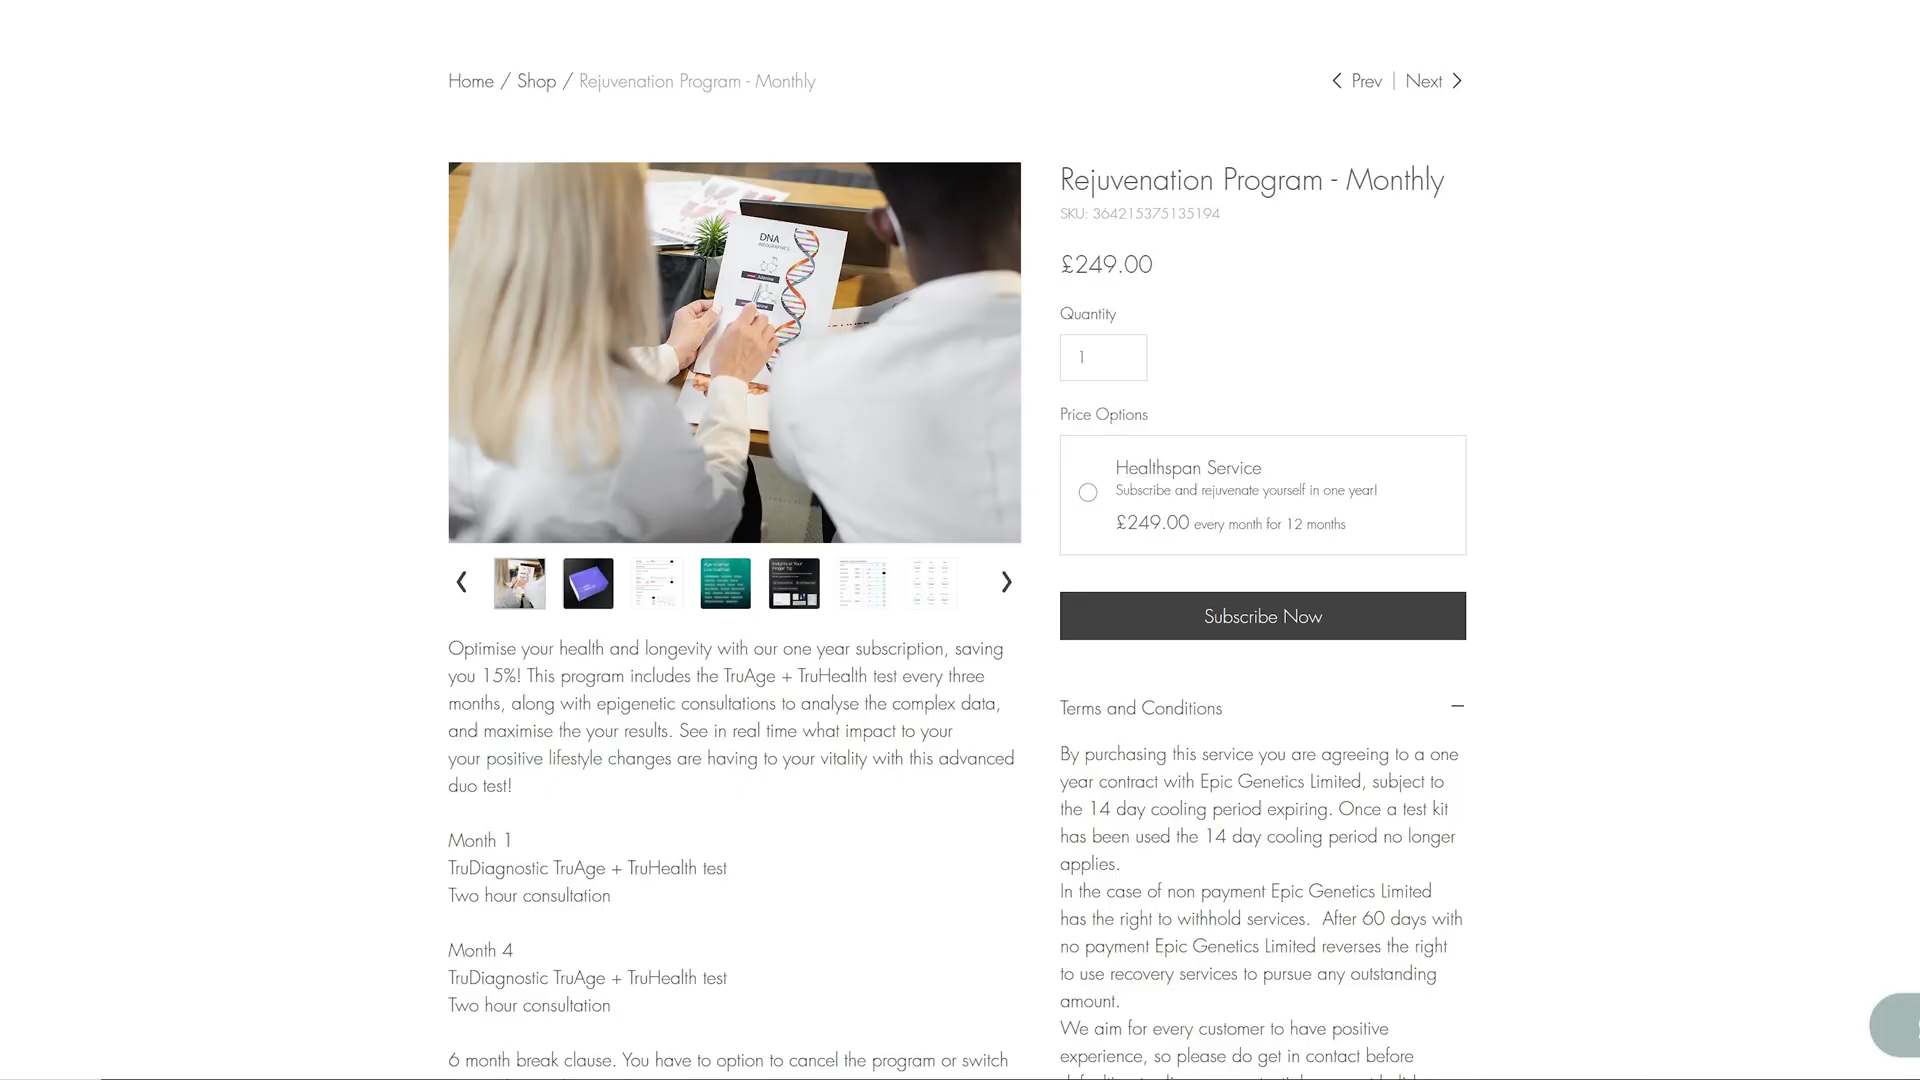 Home / Shop / Rejuvenation Program - Monthly
Prev | Next
DNA
INFOGRAPHICS
Rejuvenation Program - Monthly
SKU: 364215375135194
£249.00
Quantity
1
Price Options
Healthspan Service
Subscribe and rejuvenate yourself in one year!
£249.00 every month for 12 months
Subscribe Now
Optimise your health and longevity with our one year subscription, saving
you 15%! This program includes the TruAge + TruHealth test every three
months, along with epigenetic consultations to analyse the complex data,
and maximise the your results. See in real time what impact to your
your positive lifestyle changes are having to your vitality with this advanced
duo test!
Month 1
TruDiagnostic TruAge + TruHealth test
Two hour consultation
Month 4
TruDiagnostic TruAge + TruHealth test
Two hour consultation
6 month break clause. You have to option to cancel the program or switch
Terms and Conditions
By purchasing this service you are agreeing to a one
year contract with Epic Genetics Limited, subject to
the 14 day cooling period expiring. Once a test kit
has been used the 14 day cooling period no longer
applies.
In the case of non payment Epic Genetics Limited
has the right to withhold services. After 60 days with
no payment Epic Genetics Limited reverses the right
to use recovery services to pursue any outstanding
amount.
We aim for every customer to have positive
experience, so please do get in contact before